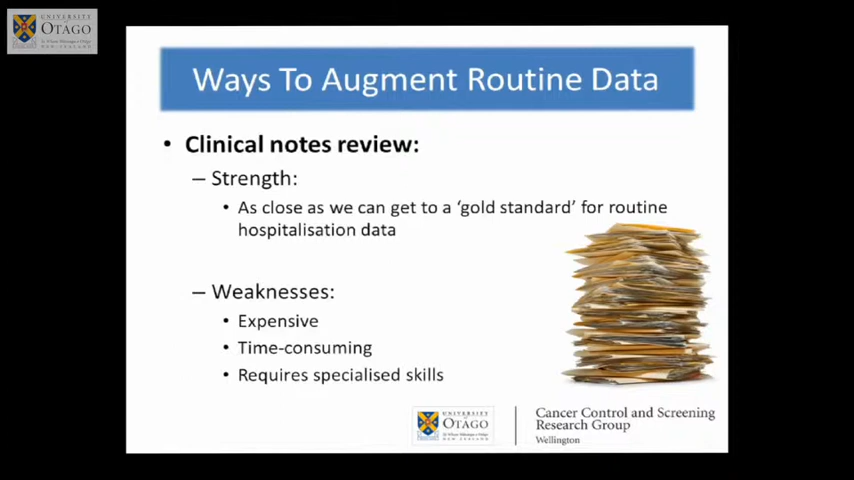 UNIVERSITY
of
OTAGO
NEW ZEALAND
Ways To Augment Routine Data
• Clinical notes review:
– Strength:
• As close as we can get to a ‘gold standard’ for routine
hospitalisation data
– Weaknesses:
• Expensive
• Time-consuming
• Requires specialised skills
UNIVERSITY
of
OTAGO
NEW ZEALAND
Cancer Control and Screening
Research Group
Wellington